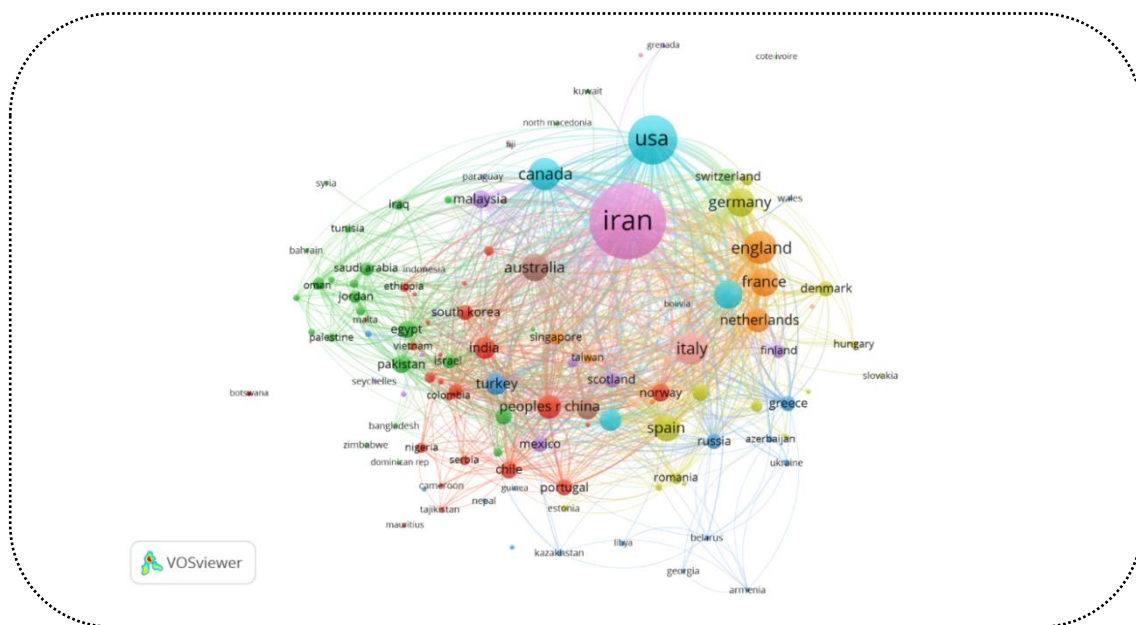 grenada
cote ivoire
kuwait
north macedonia
usa
fiji
canada
switzerland
paraguay
syria
malaysia
germany
wales
iraq
iran
tunisia
england
bahrain
saudi arabia
indonesia
australia
france
oman
ethiopia
denmark
jordan
bolivia
south korea
malta
netherlands
egypt
palestine
singapore
vietnam
india
italy
finland
hungary
israel
taiwan
pakistan
slovakia
seychelles
turkey
scotland
botswana
colombia
norway
greece
peoples r china
bangladesh
spain
zimbabwe
nigeria
mexico
russia
azerbaijan
dominican rep
serbia
ukraine
chile
romania
cameroon
guinea
portugal
nepal
tajikistan
estonia
mauritius
kazakhstan
libya
belarus
VOSviewer
georgia
armenia